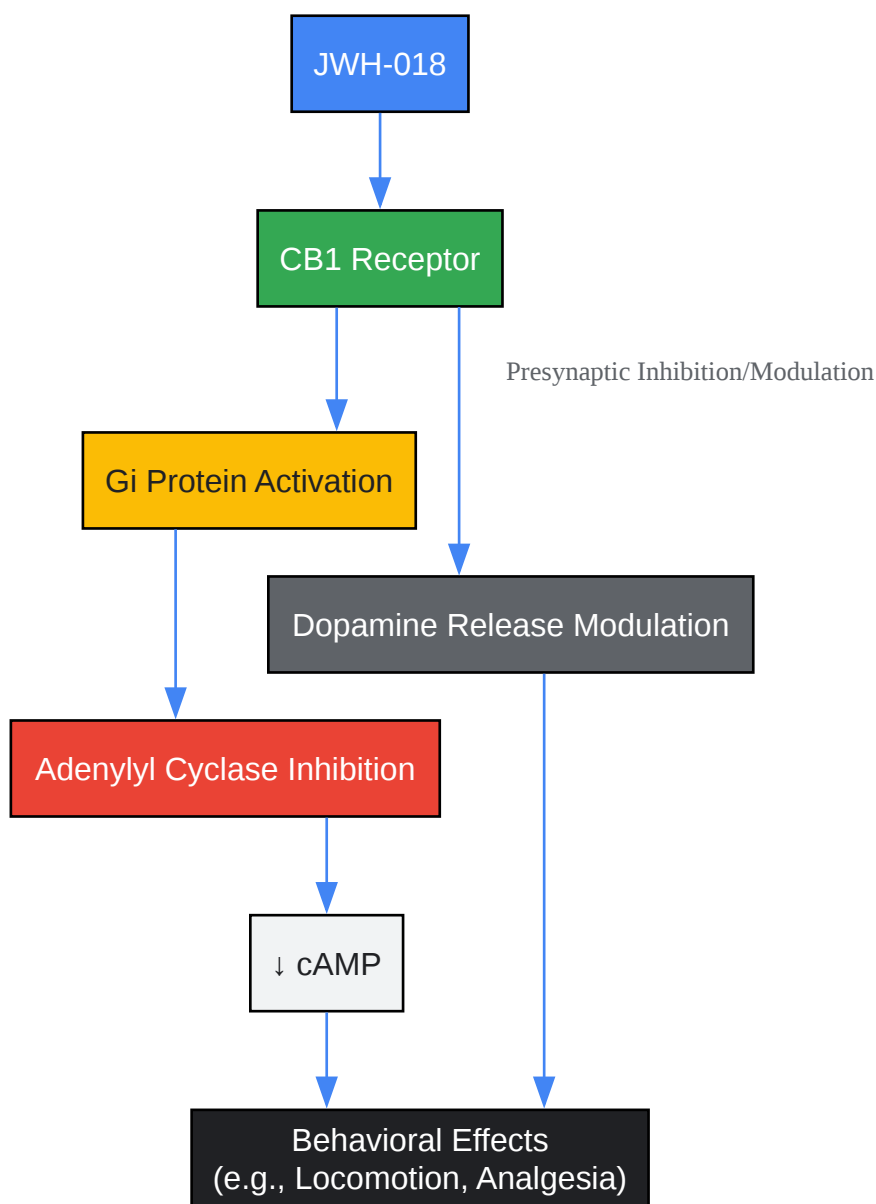 JWH-018
CB1 Receptor
Presynaptic Inhibition/Modulation
Gi Protein Activation
Dopamine Release Modulation
Adenylyl Cyclase Inhibition
↓ cAMP
Behavioral Effects
(e.g., Locomotion, Analgesia)